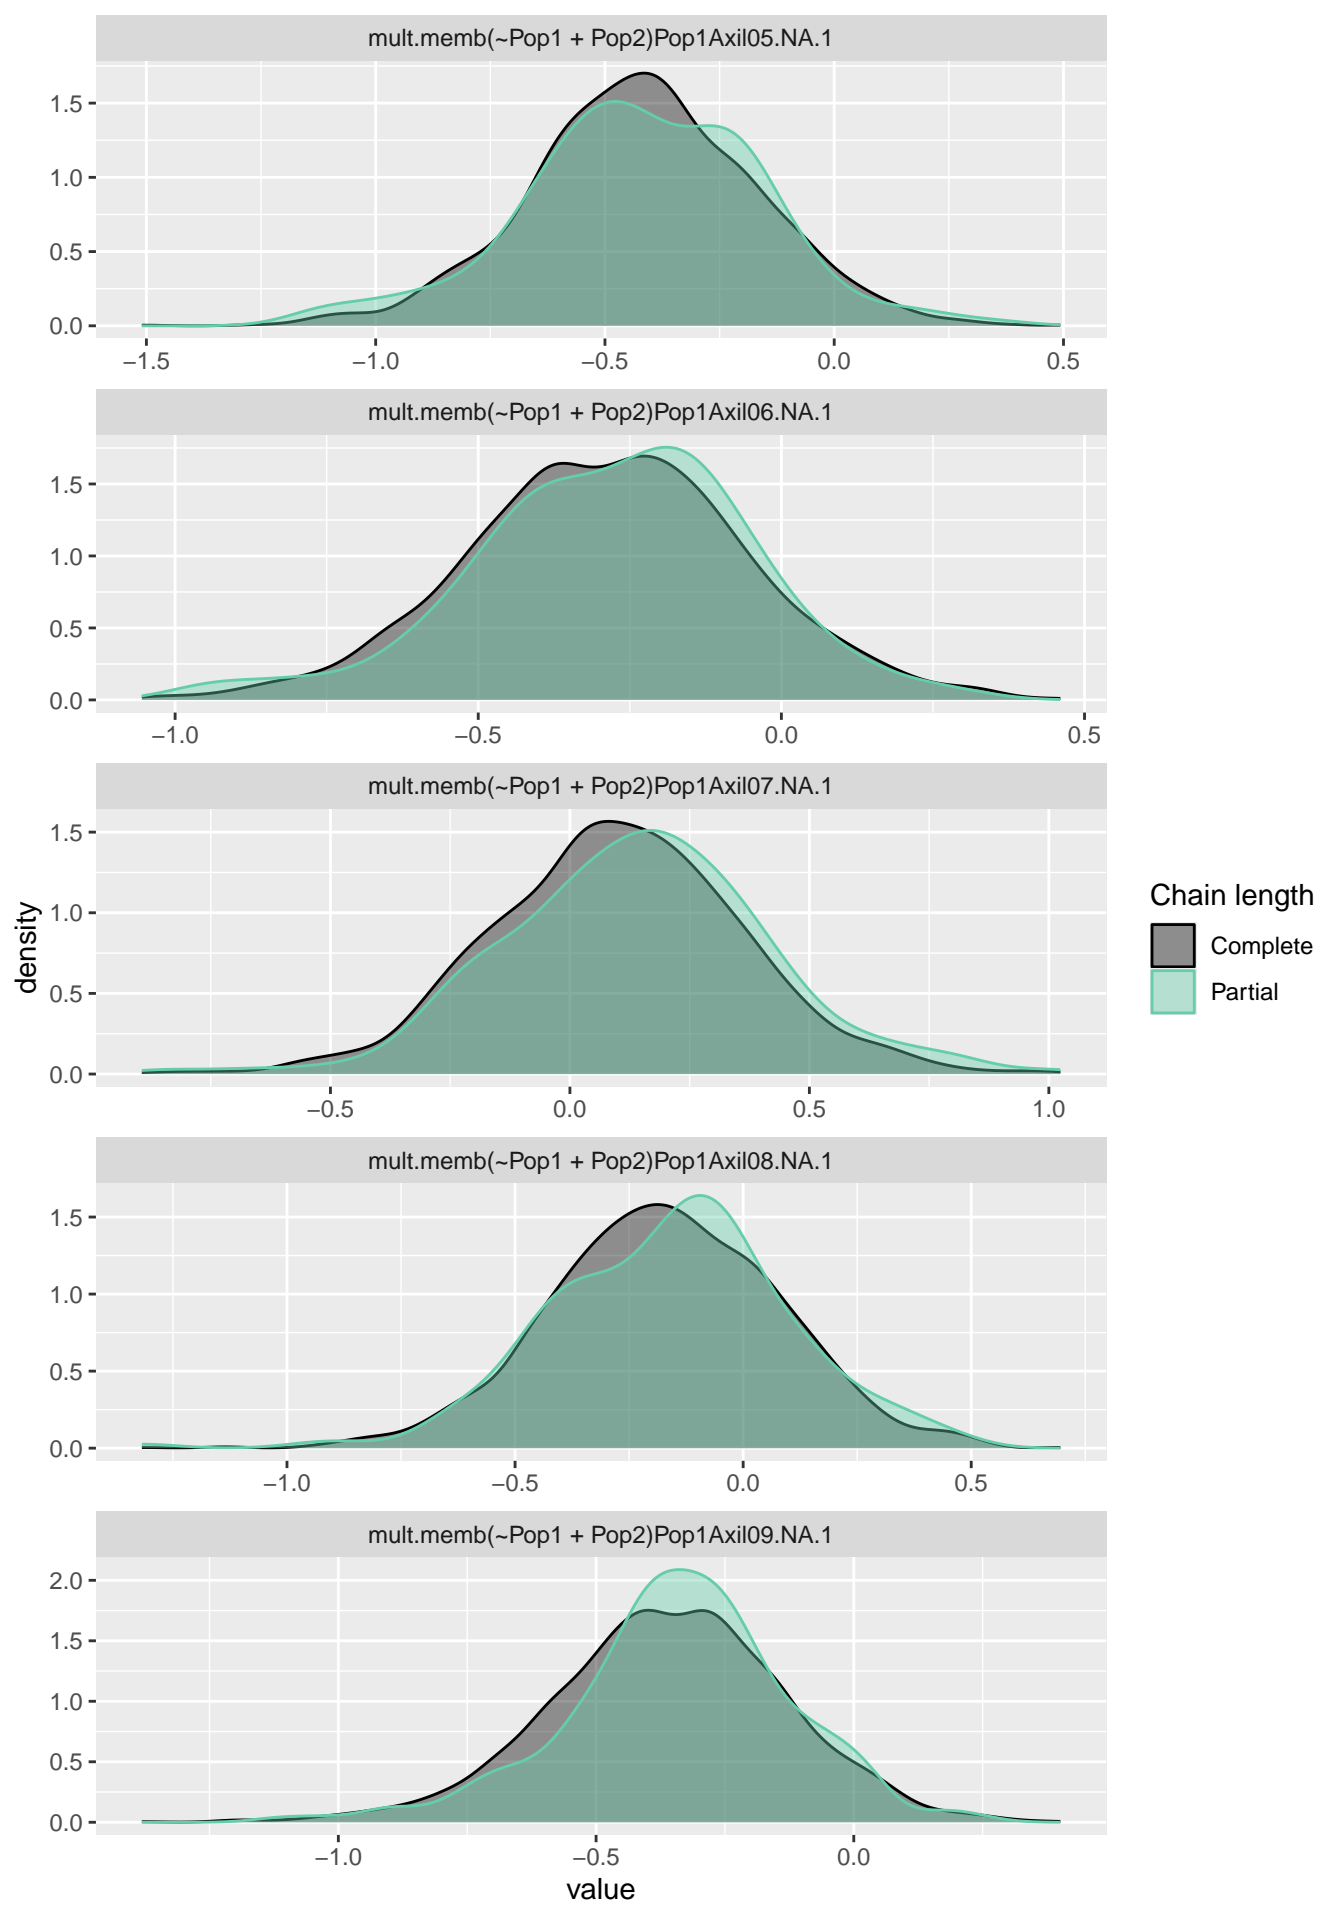 mult.memb(~Pop1 + Pop2)Pop1Axil05.NA.1
1.5
1.0
0.5
0.0
−1.5 −1.0 −0.5 0.0 0.5
mult.memb(~Pop1 + Pop2)Pop1Axil06.NA.1
1.5
1.0
0.5
0.0
−1.0 −0.5 0.0 0.5
mult.memb(~Pop1 + Pop2)Pop1Axil07.NA.1
1.5
1.0
0.5
0.0
−0.5 0.0 0.5 1.0
density
mult.memb(~Pop1 + Pop2)Pop1Axil08.NA.1
1.5
1.0
0.5
0.0
−1.0 −0.5 0.0 0.5
mult.memb(~Pop1 + Pop2)Pop1Axil09.NA.1
2.0
1.5
1.0
0.5
0.0
−1.0 −0.5 0.0
value
Chain length
Complete
Partial